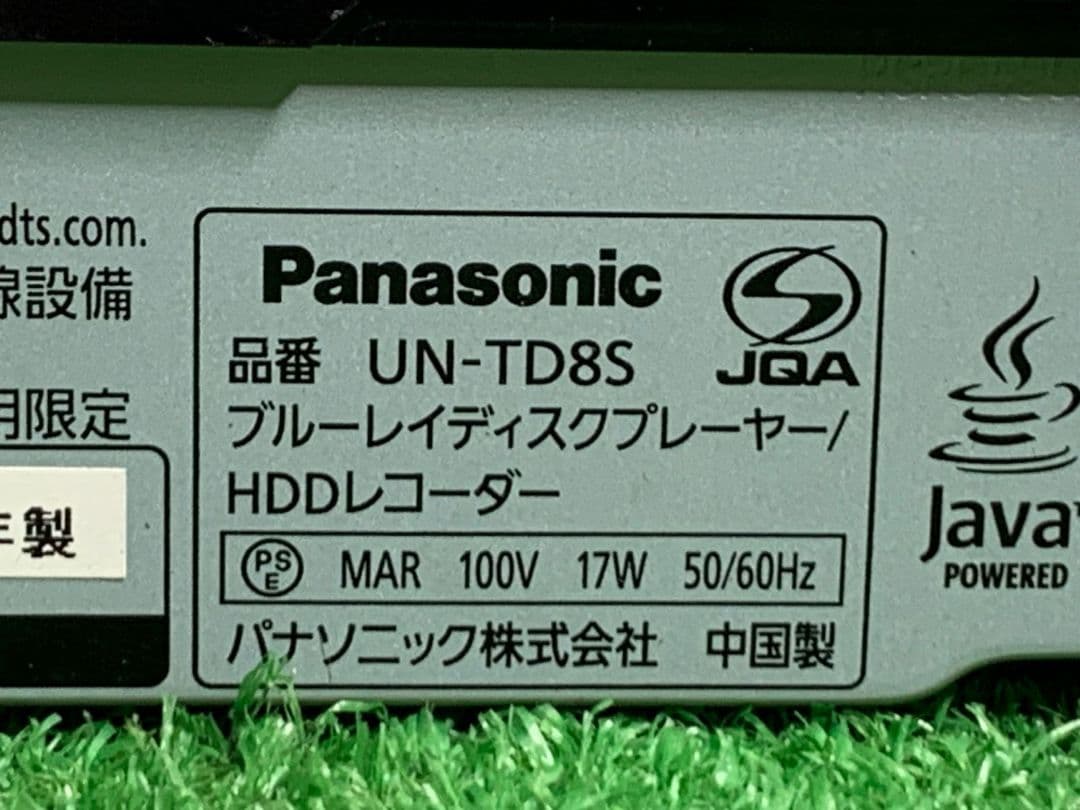 dts.com.
線設備
限定
年製
Panasonic
JQA
品番 UN-TD8S
ブルーレイディスクプレーヤー/
HDDレコーダー
PSE MAR 100V 17W 50/60Hz
パナソニック株式会社 中国製
Java
POWERED